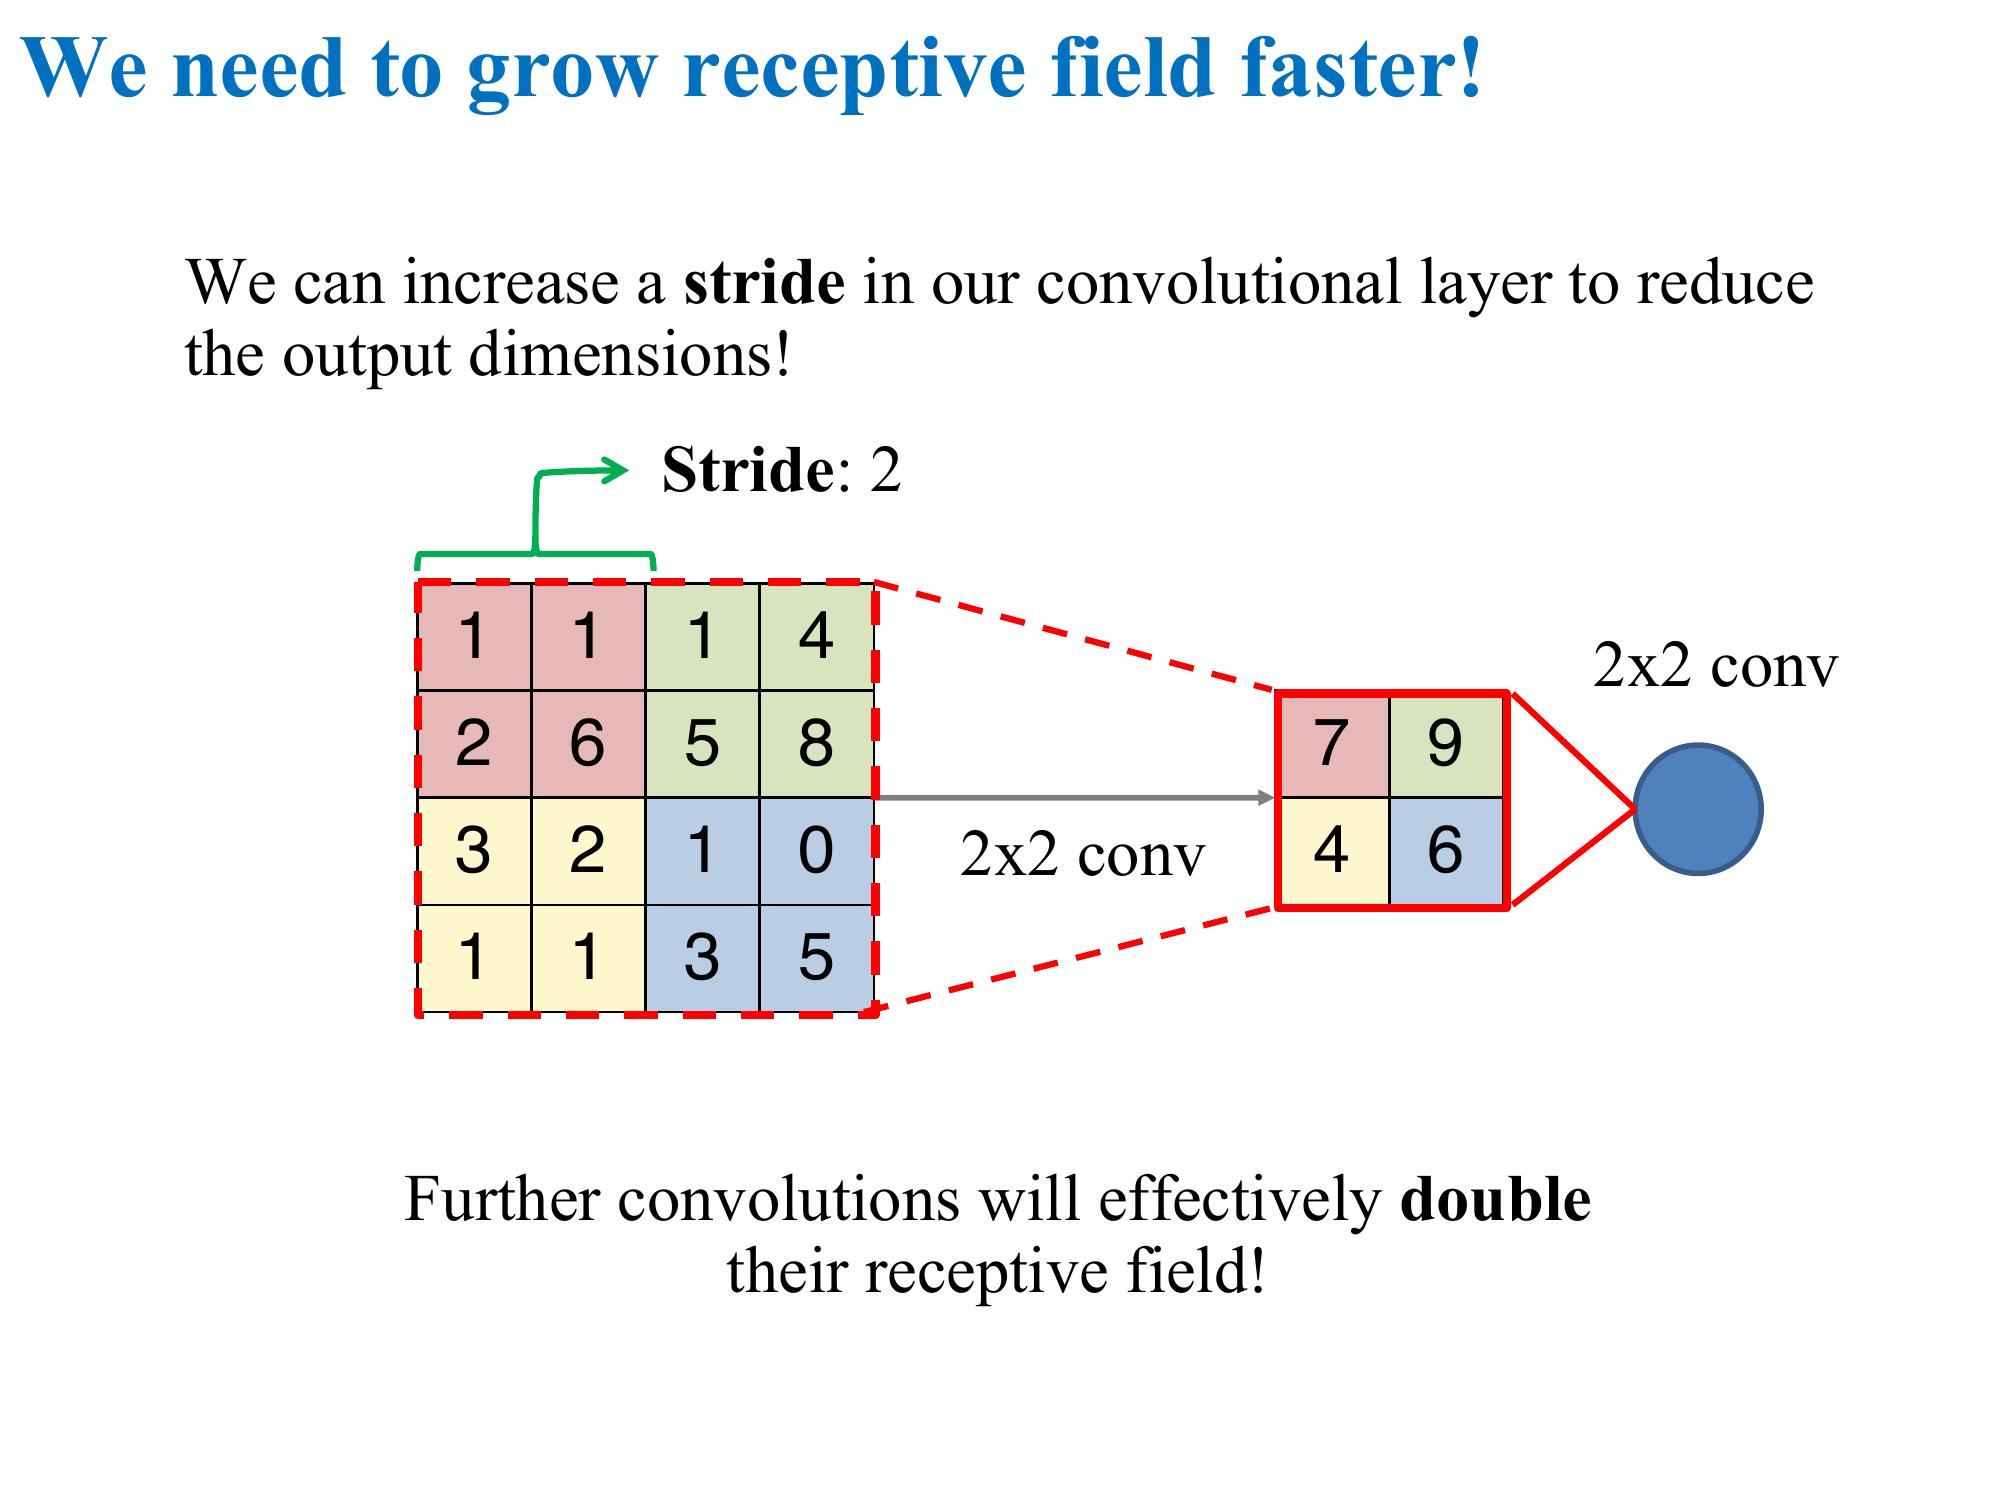 We need to grow receptive field faster!
We can increase a stride in our convolutional layer to reduce
the output dimensions!
Stride: 2
1 1 1 4
2 6 5 8
3 2 1 0
1 1 3 5
2x2 conv
7 9
4 6
2x2 conv
Further convolutions will effectively double
their receptive field!